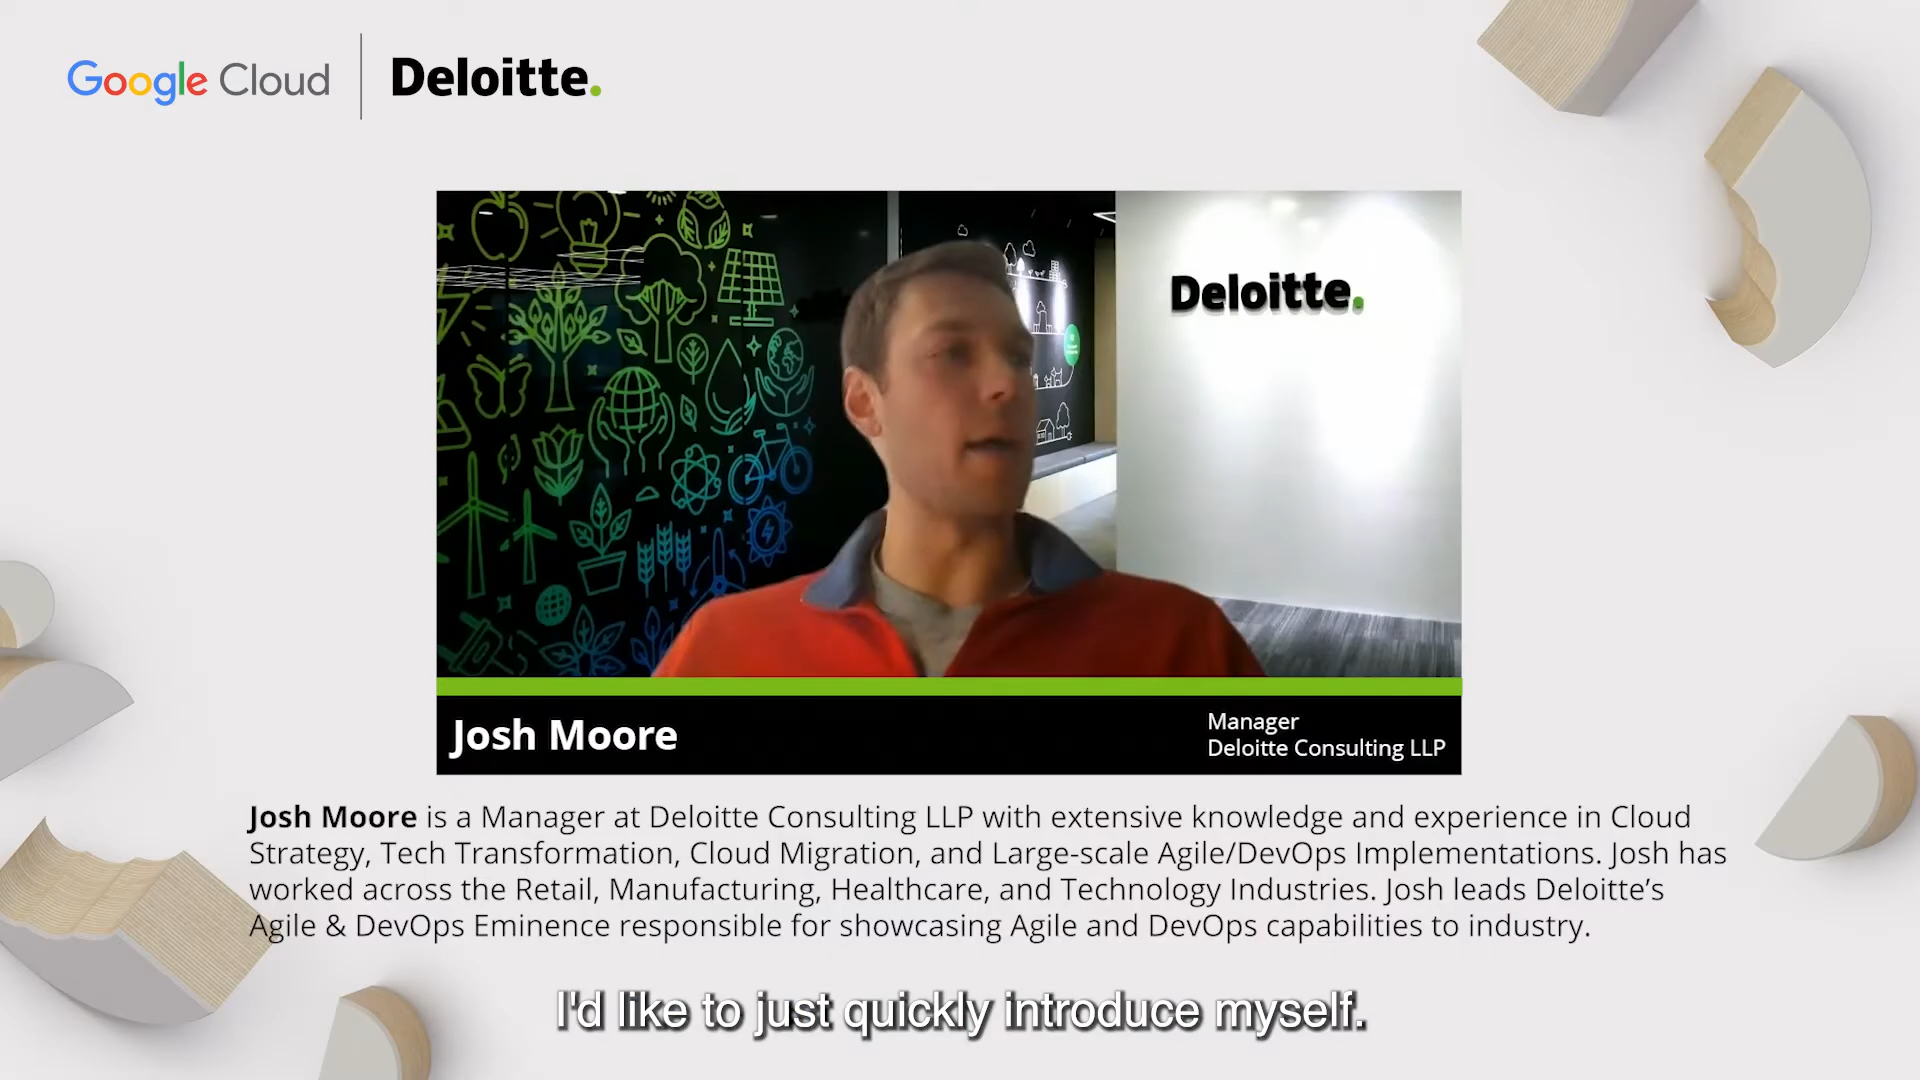 Google Cloud | Deloitte.
Deloitte.
Josh Moore
Manager
Deloitte Consulting LLP
Josh Moore is a Manager at Deloitte Consulting LLP with extensive knowledge and experience in Cloud
Strategy, Tech Transformation, Cloud Migration, and Large-scale Agile/DevOps Implementations. Josh has
worked across the Retail, Manufacturing, Healthcare, and Technology Industries. Josh leads Deloitte’s
Agile & DevOps Eminence responsible for showcasing Agile and DevOps capabilities to industry.
I'd like to just quickly introduce myself.